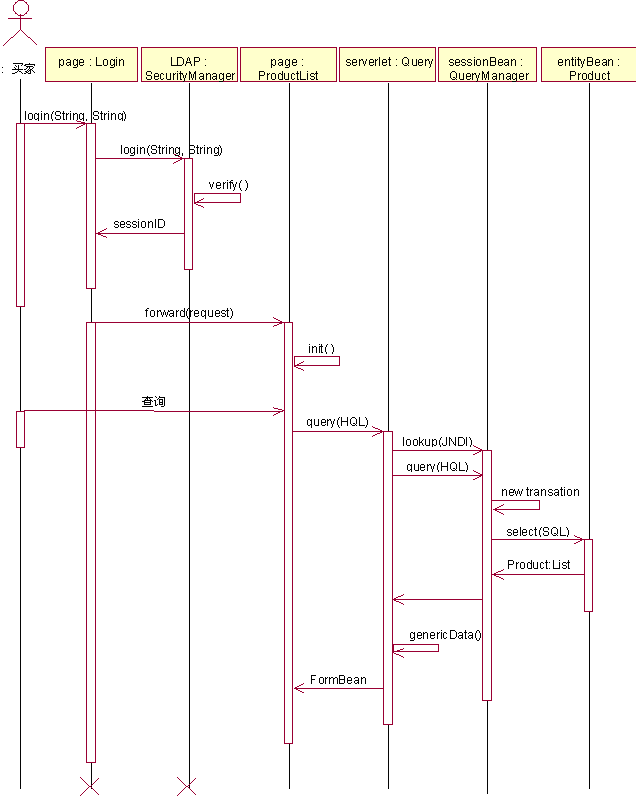 : 买家
page : Login
LDAP :
SecurityManager
page :
ProductList
serverlet : Query
sessionBean :
QueryManager
entityBean :
Product
login(String, String)
login(String, String)
verify( )
sessionID
forward(request)
init( )
查询
query(HQL)
lookup(JNDI)
query(HQL)
new transation
select(SQL)
Product:List
genericData()
FormBean